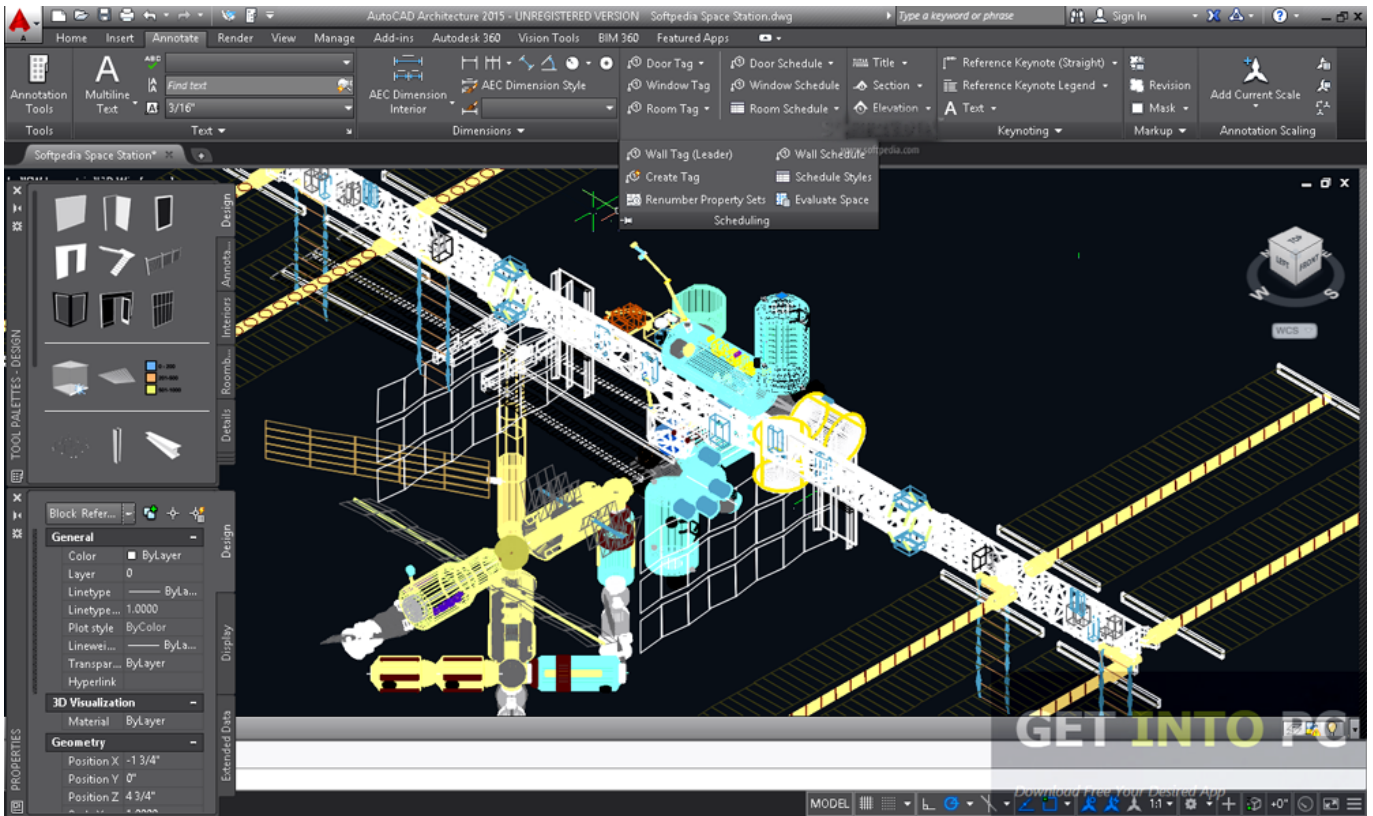 AutoCAD Architecture 2015 - UNREGISTERED VERSION Softpedia Space Station.dwg
Type a keyword or phrase
Sign In
Home Insert Annotate Render View Manage Add-ins Autodesk 360 Vision Tools BIM 360 Featured Apps
Annotation
Tools
Multiline
Text
ABC
Find text
3/16"
AEC Dimension
Interior
AEC Dimension Style
Door Tag
Window Tag
Room Tag
Door Schedule
Window Schedule
Room Schedule
Title
Section
Elevation
Reference Keynote (Straight)
Reference Keynote Legend
Text
Revision
Mask
Add Current Scale
Tools Text Dimensions Keynoting Markup Annotation Scaling
Softpedia Space Station*
www.softpedia.com
Wall Tag (Leader) Wall Schedule
Create Tag Schedule Styles
Renumber Property Sets Evaluate Space
Scheduling
Design
Annota...
Interiors
Roomb...
Details
TOOL PALETTES - DESIGN
TOP
LEFT
FRONT
W
S
WCS
Block Refer...
General
Color ByLayer
Layer 0
Linetype ByLa...
Linetype... 1.0000
Plot style ByColor
Linewei... ByLa...
Transpar... ByLayer
Hyperlink
3D Visualization
Material ByLayer
Geometry
Position X -1 3/4"
Position Y 0"
Position Z 4 3/4"
Design
Display
Extended Data
PROPERTIES
GET INTO PC
Download Free Your Desired App
MODEL
1:1
+0"